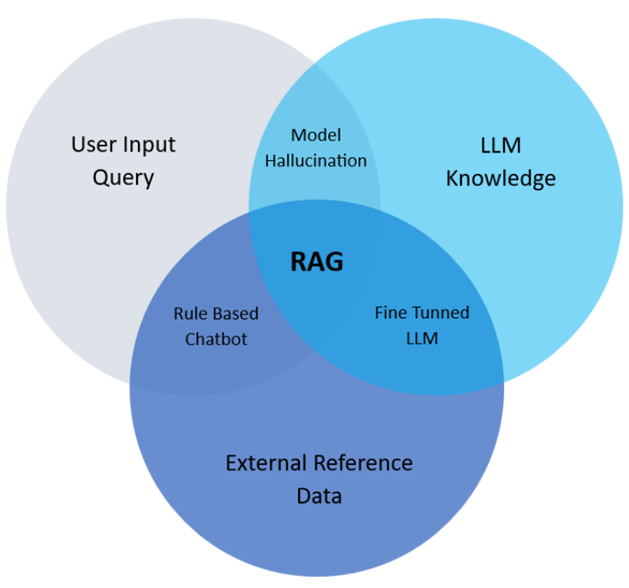 User Input
Query
Model
Hallucination
LLM
Knowledge
RAG
Rule Based
Chatbot
Fine Tunned
LLM
External Reference
Data